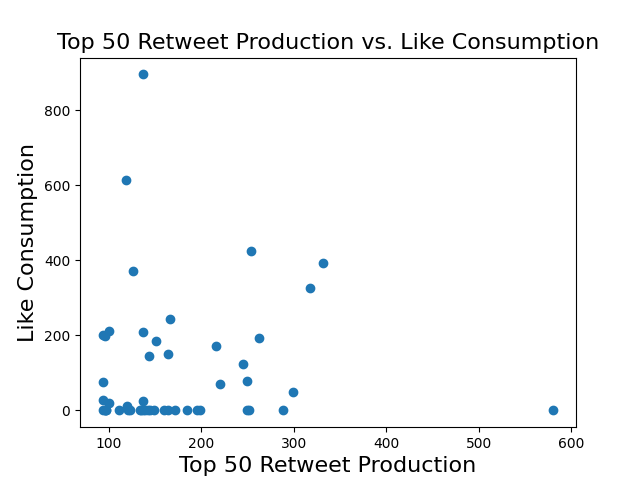 Top 50 Retweet Production vs. Like Consumption
800
600
400
200
0
Like Consumption
100 200 300 400 500 600
Top 50 Retweet Production